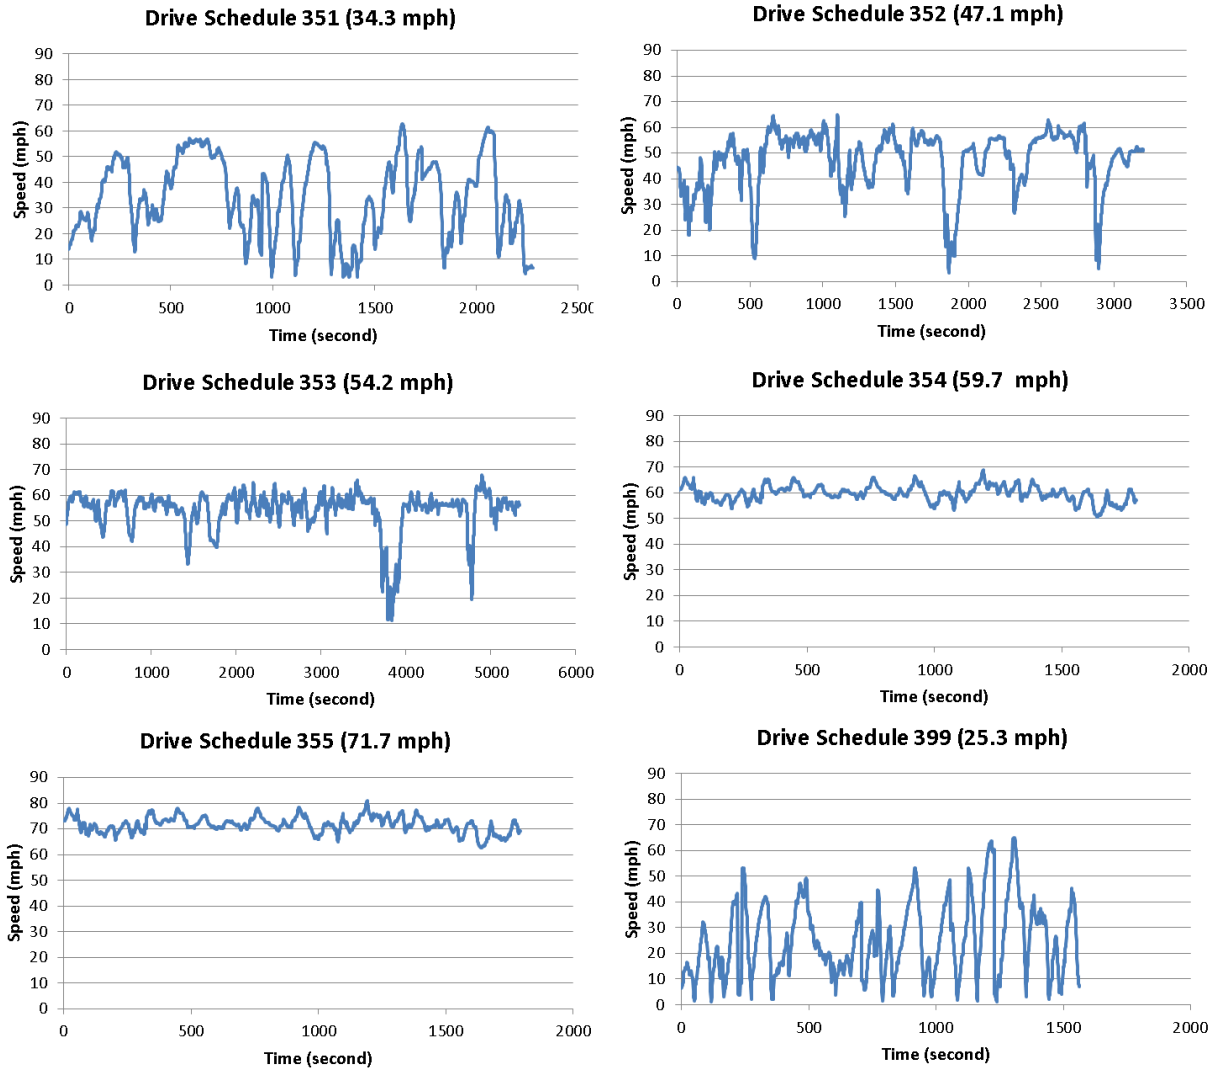 Drive Schedule 351 (34.3 mph)
90
80
70
60
50
40
30
20
10
0
Speed (mph)
0 500 1000 1500 2000 2500
Time (second)
Drive Schedule 352 (47.1 mph)
90
80
70
60
50
40
30
20
10
0
Speed (mph)
0 500 1000 1500 2000 2500 3000 3500
Time (second)
Drive Schedule 353 (54.2 mph)
90
80
70
60
50
40
30
20
10
0
Speed (mph)
0 1000 2000 3000 4000 5000 6000
Time (second)
Drive Schedule 354 (59.7 mph)
90
80
70
60
50
40
30
20
10
0
Speed (mph)
0 500 1000 1500 2000
Time (second)
Drive Schedule 355 (71.7 mph)
90
80
70
60
50
40
30
20
10
0
Speed (mph)
0 500 1000 1500 2000
Time (second)
Drive Schedule 399 (25.3 mph)
90
80
70
60
50
40
30
20
10
0
Speed (mph)
0 500 1000 1500 2000
Time (second)